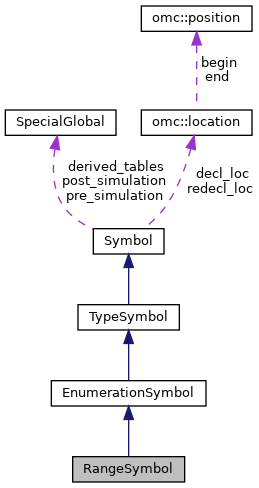 omc::position
begin
end
SpecialGlobal
omc::location
derived_tables
post_simulation
pre_simulation
decl_loc
redecl_loc
Symbol
TypeSymbol
EnumerationSymbol
RangeSymbol